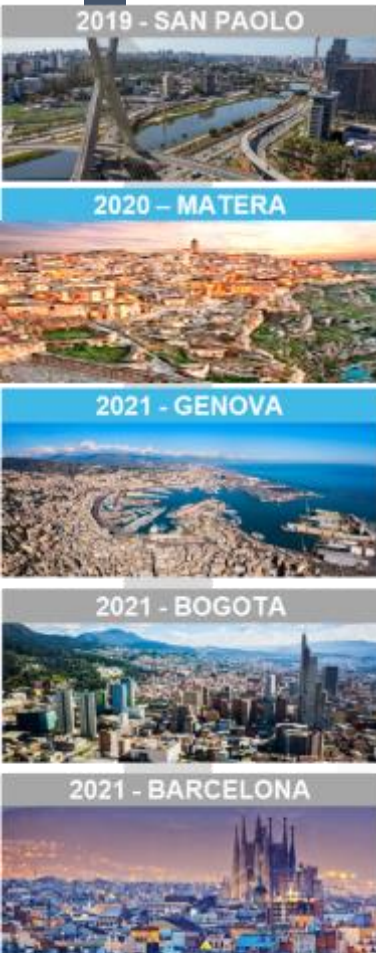 2019 - SAN PAOLO
2020 – MATERA
2021 - GENOVA
2021 - BOGOTA
2021 - BARCELONA